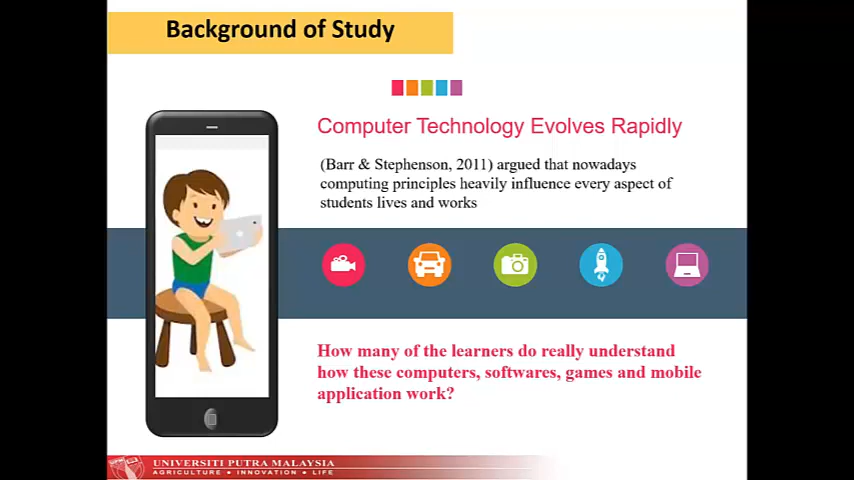 Background of Study
Computer Technology Evolves Rapidly
(Barr & Stephenson, 2011) argued that nowadays
computing principles heavily influence every aspect of
students lives and works
How many of the learners do really understand
how these computers, softwares, games and mobile
application work?
UNIVERSITI PUTRA MALAYSIA
AGRICULTURE • INNOVATION • LIFE